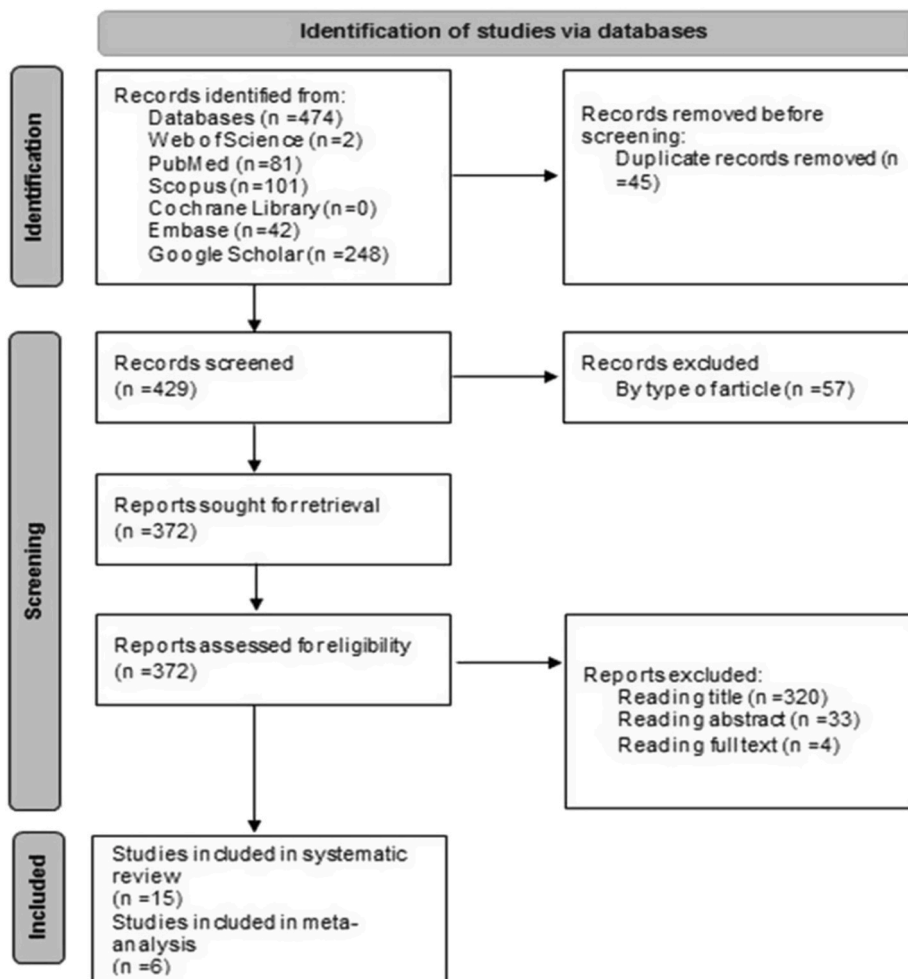 Identification of studies via databases
Identification
Records identified from:
Databases (n =474)
Web of Science (n=2)
PubMed (n=81)
Scopus (n=101)
Cochrane Library (n=0)
Embase (n=42)
Google Scholar (n =248)
Records removed before
screening:
Duplicate records removed (n
=45)
Screening
Records screened
(n =429)
Records excluded
By type of article (n =57)
Reports sought for retrieval
(n =372)
Reports assessed for eligibility
(n =372)
Reports excluded:
Reading title (n =320)
Reading abstract (n =33)
Reading full text (n =4)
Included
Studies included in systematic
review
(n =15)
Studies included in meta-
analysis
(n =6)